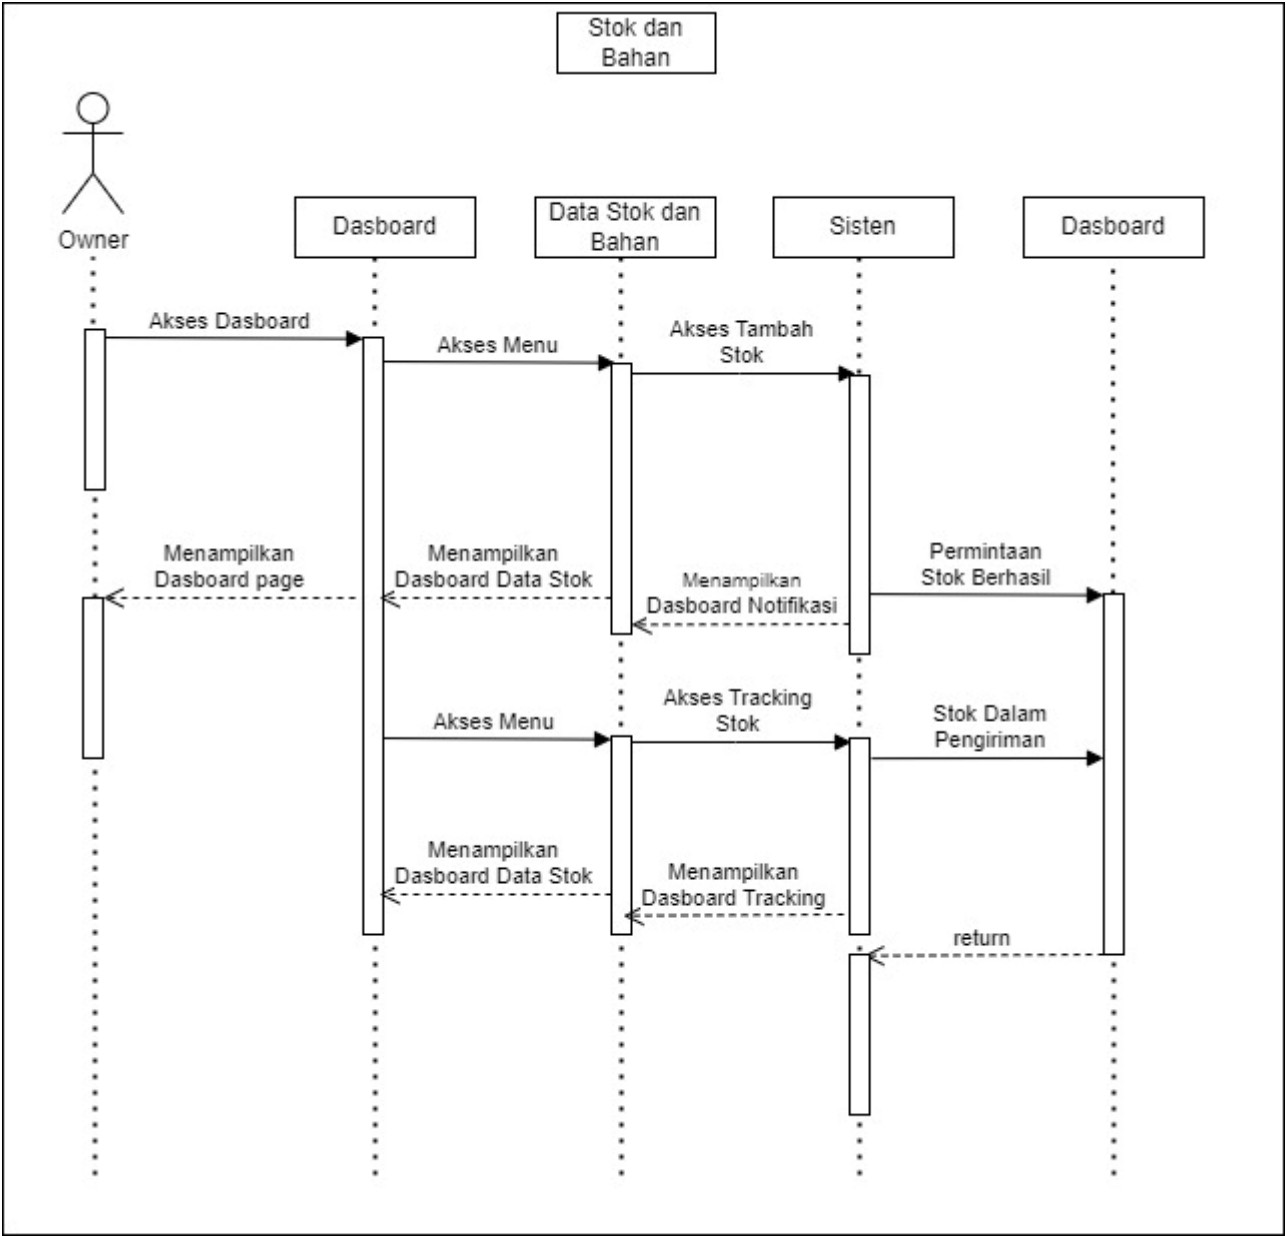 Stok dan
Bahan
Owner
Dasboard
Data Stok dan
Bahan
Sisten
Dasboard
Akses Dasboard
Akses Menu
Akses Tambah
Stok
Menampilkan
Dasboard page
Menampilkan
Dasboard Data Stok
Menampilkan
Dasboard Notifikasi
Permintaan
Stok Berhasil
Akses Menu
Akses Tracking
Stok
Stok Dalam
Pengiriman
Menampilkan
Dasboard Data Stok
Menampilkan
Dasboard Tracking
return